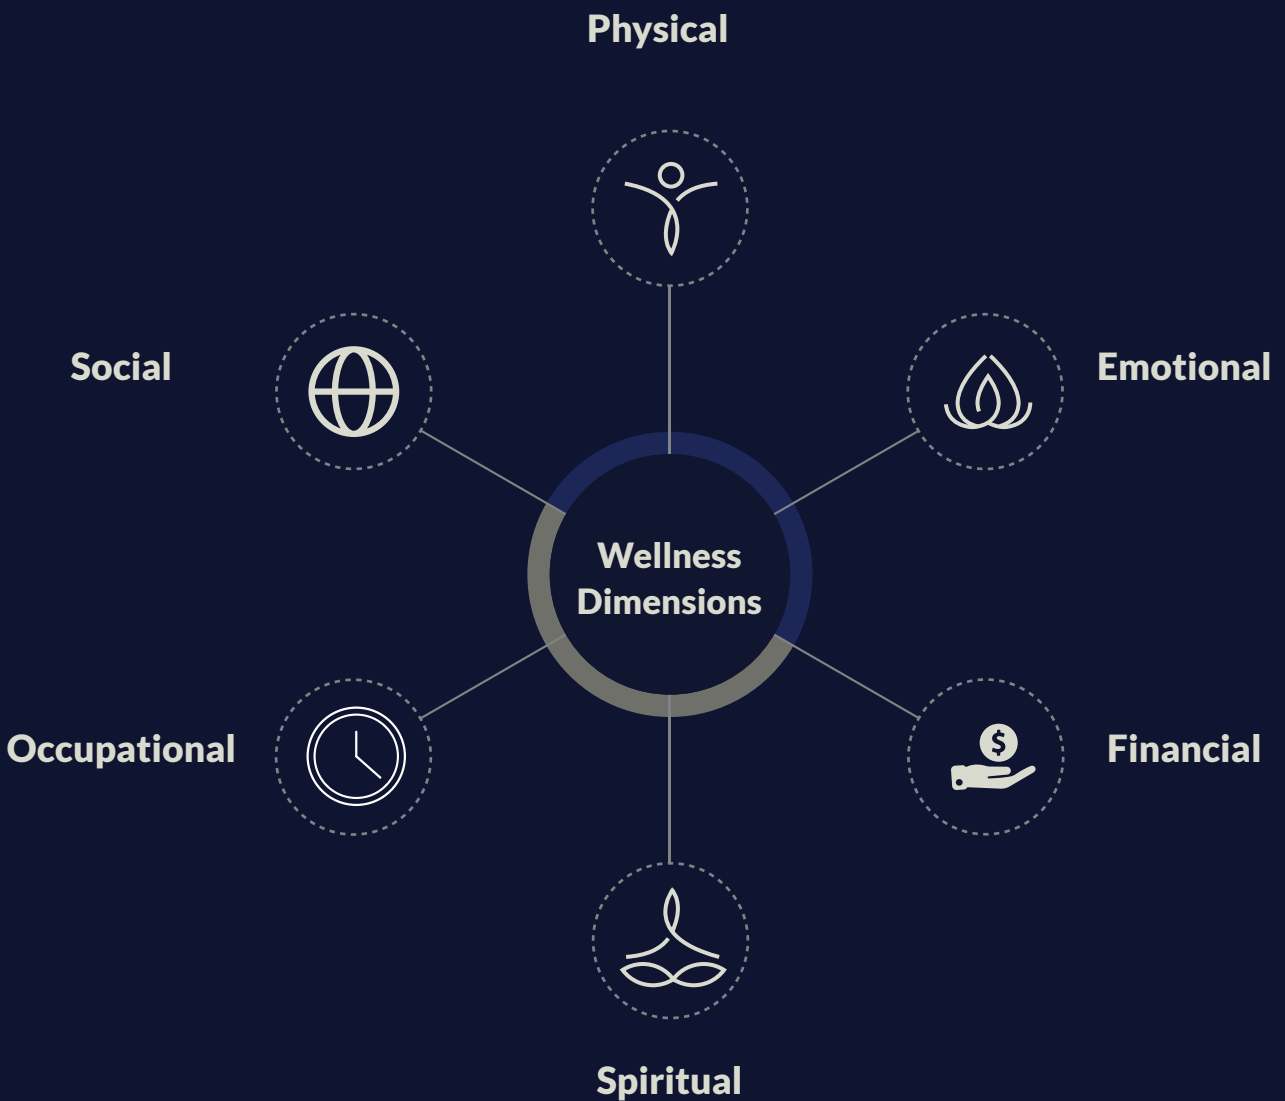 Physical
Social
Emotional
Wellness
Dimensions
Occupational
$
Financial
Spiritual